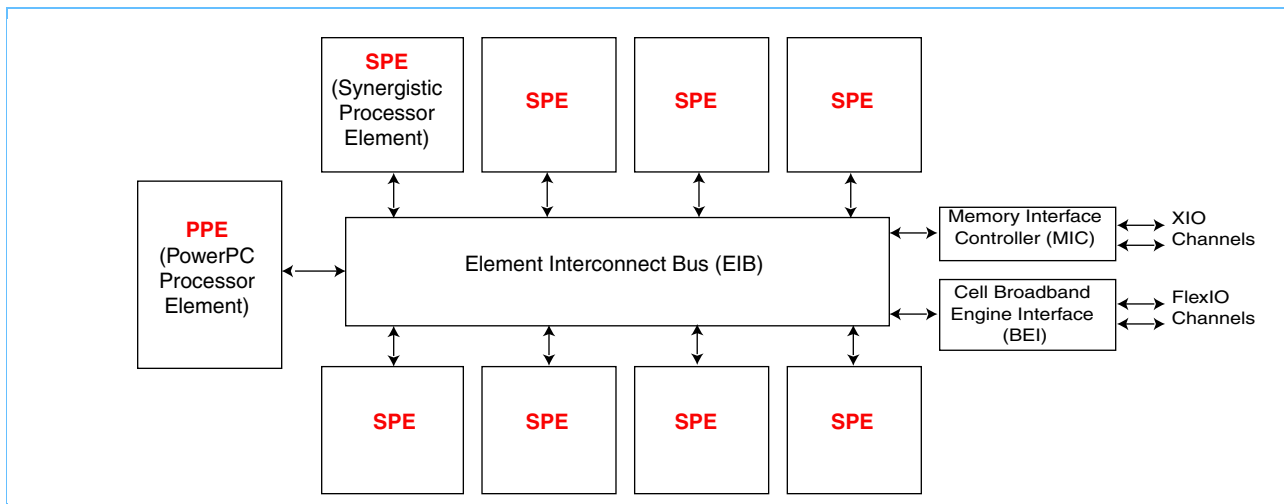 SPE
(Synergistic
Processor
Element)
SPE
SPE
SPE
PPE
(PowerPC
Processor
Element)
Element Interconnect Bus (EIB)
Memory Interface
Controller (MIC)
XIO
Channels
Cell Broadband
Engine Interface
(BEI)
FlexIO
Channels
SPE
SPE
SPE
SPE